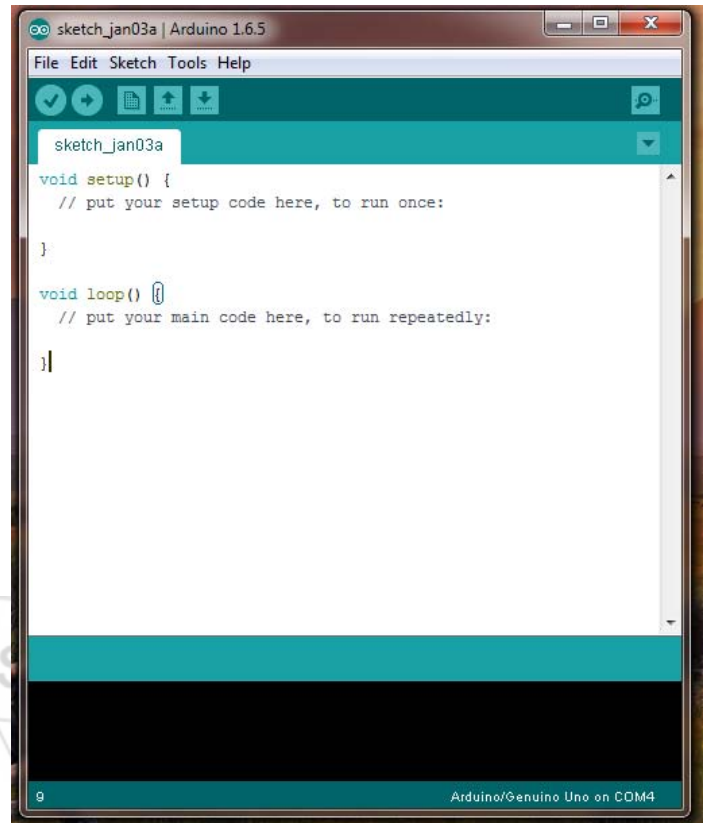 sketch_jan03a | Arduino 1.6.5
File Edit Sketch Tools Help
sketch_jan03a
void setup() {
  // put your setup code here, to run once:
}
void loop() {
  // put your main code here, to run repeatedly:
}
9
Arduino/Genuino Uno on COM4